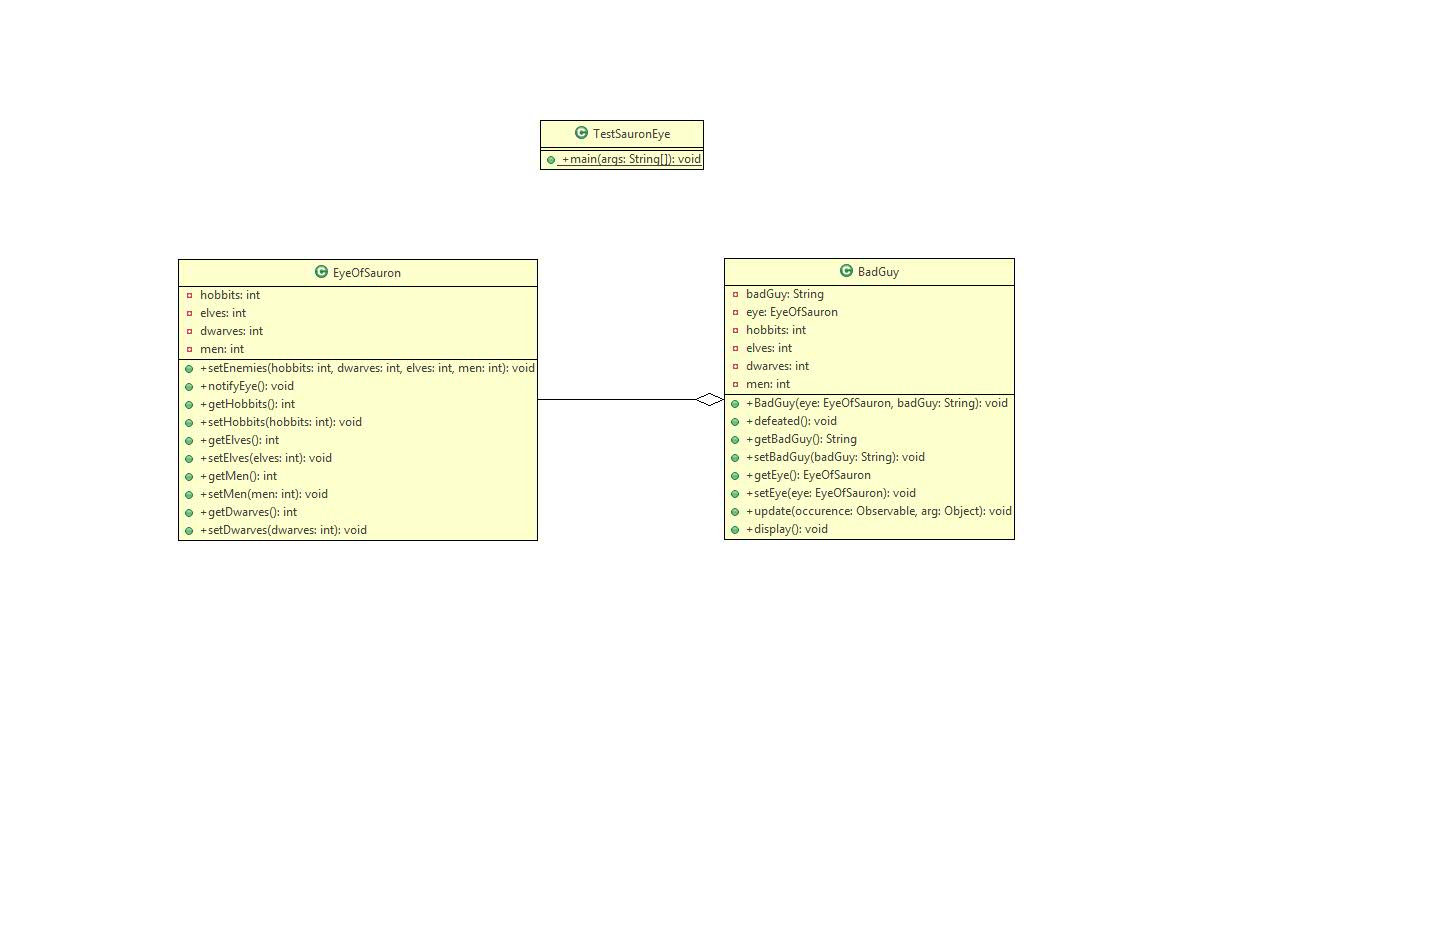 TestSauronEye
+main(args: String[]): void
EyeOfSauron
hobbits: int
elves: int
dwarves: int
men: int
+setEnemies(hobbits: int, dwarves: int, elves: int, men: int): void
+notifyEye(): void
+getHobbits(): int
+setHobbits(hobbits: int): void
+getElves(): int
+setElves(elves: int): void
+getMen(): int
+setMen(men: int): void
+getDwarves(): int
+setDwarves(dwarves: int): void
BadGuy
badGuy: String
eye: EyeOfSauron
hobbits: int
elves: int
dwarves: int
men: int
+BadGuy(eye: EyeOfSauron, badGuy: String): void
+defeated(): void
+getBadGuy(): String
+setBadGuy(badGuy: String): void
+getEye(): EyeOfSauron
+setEye(eye: EyeOfSauron): void
+update(occurence: Observable, arg: Object): void
+display(): void